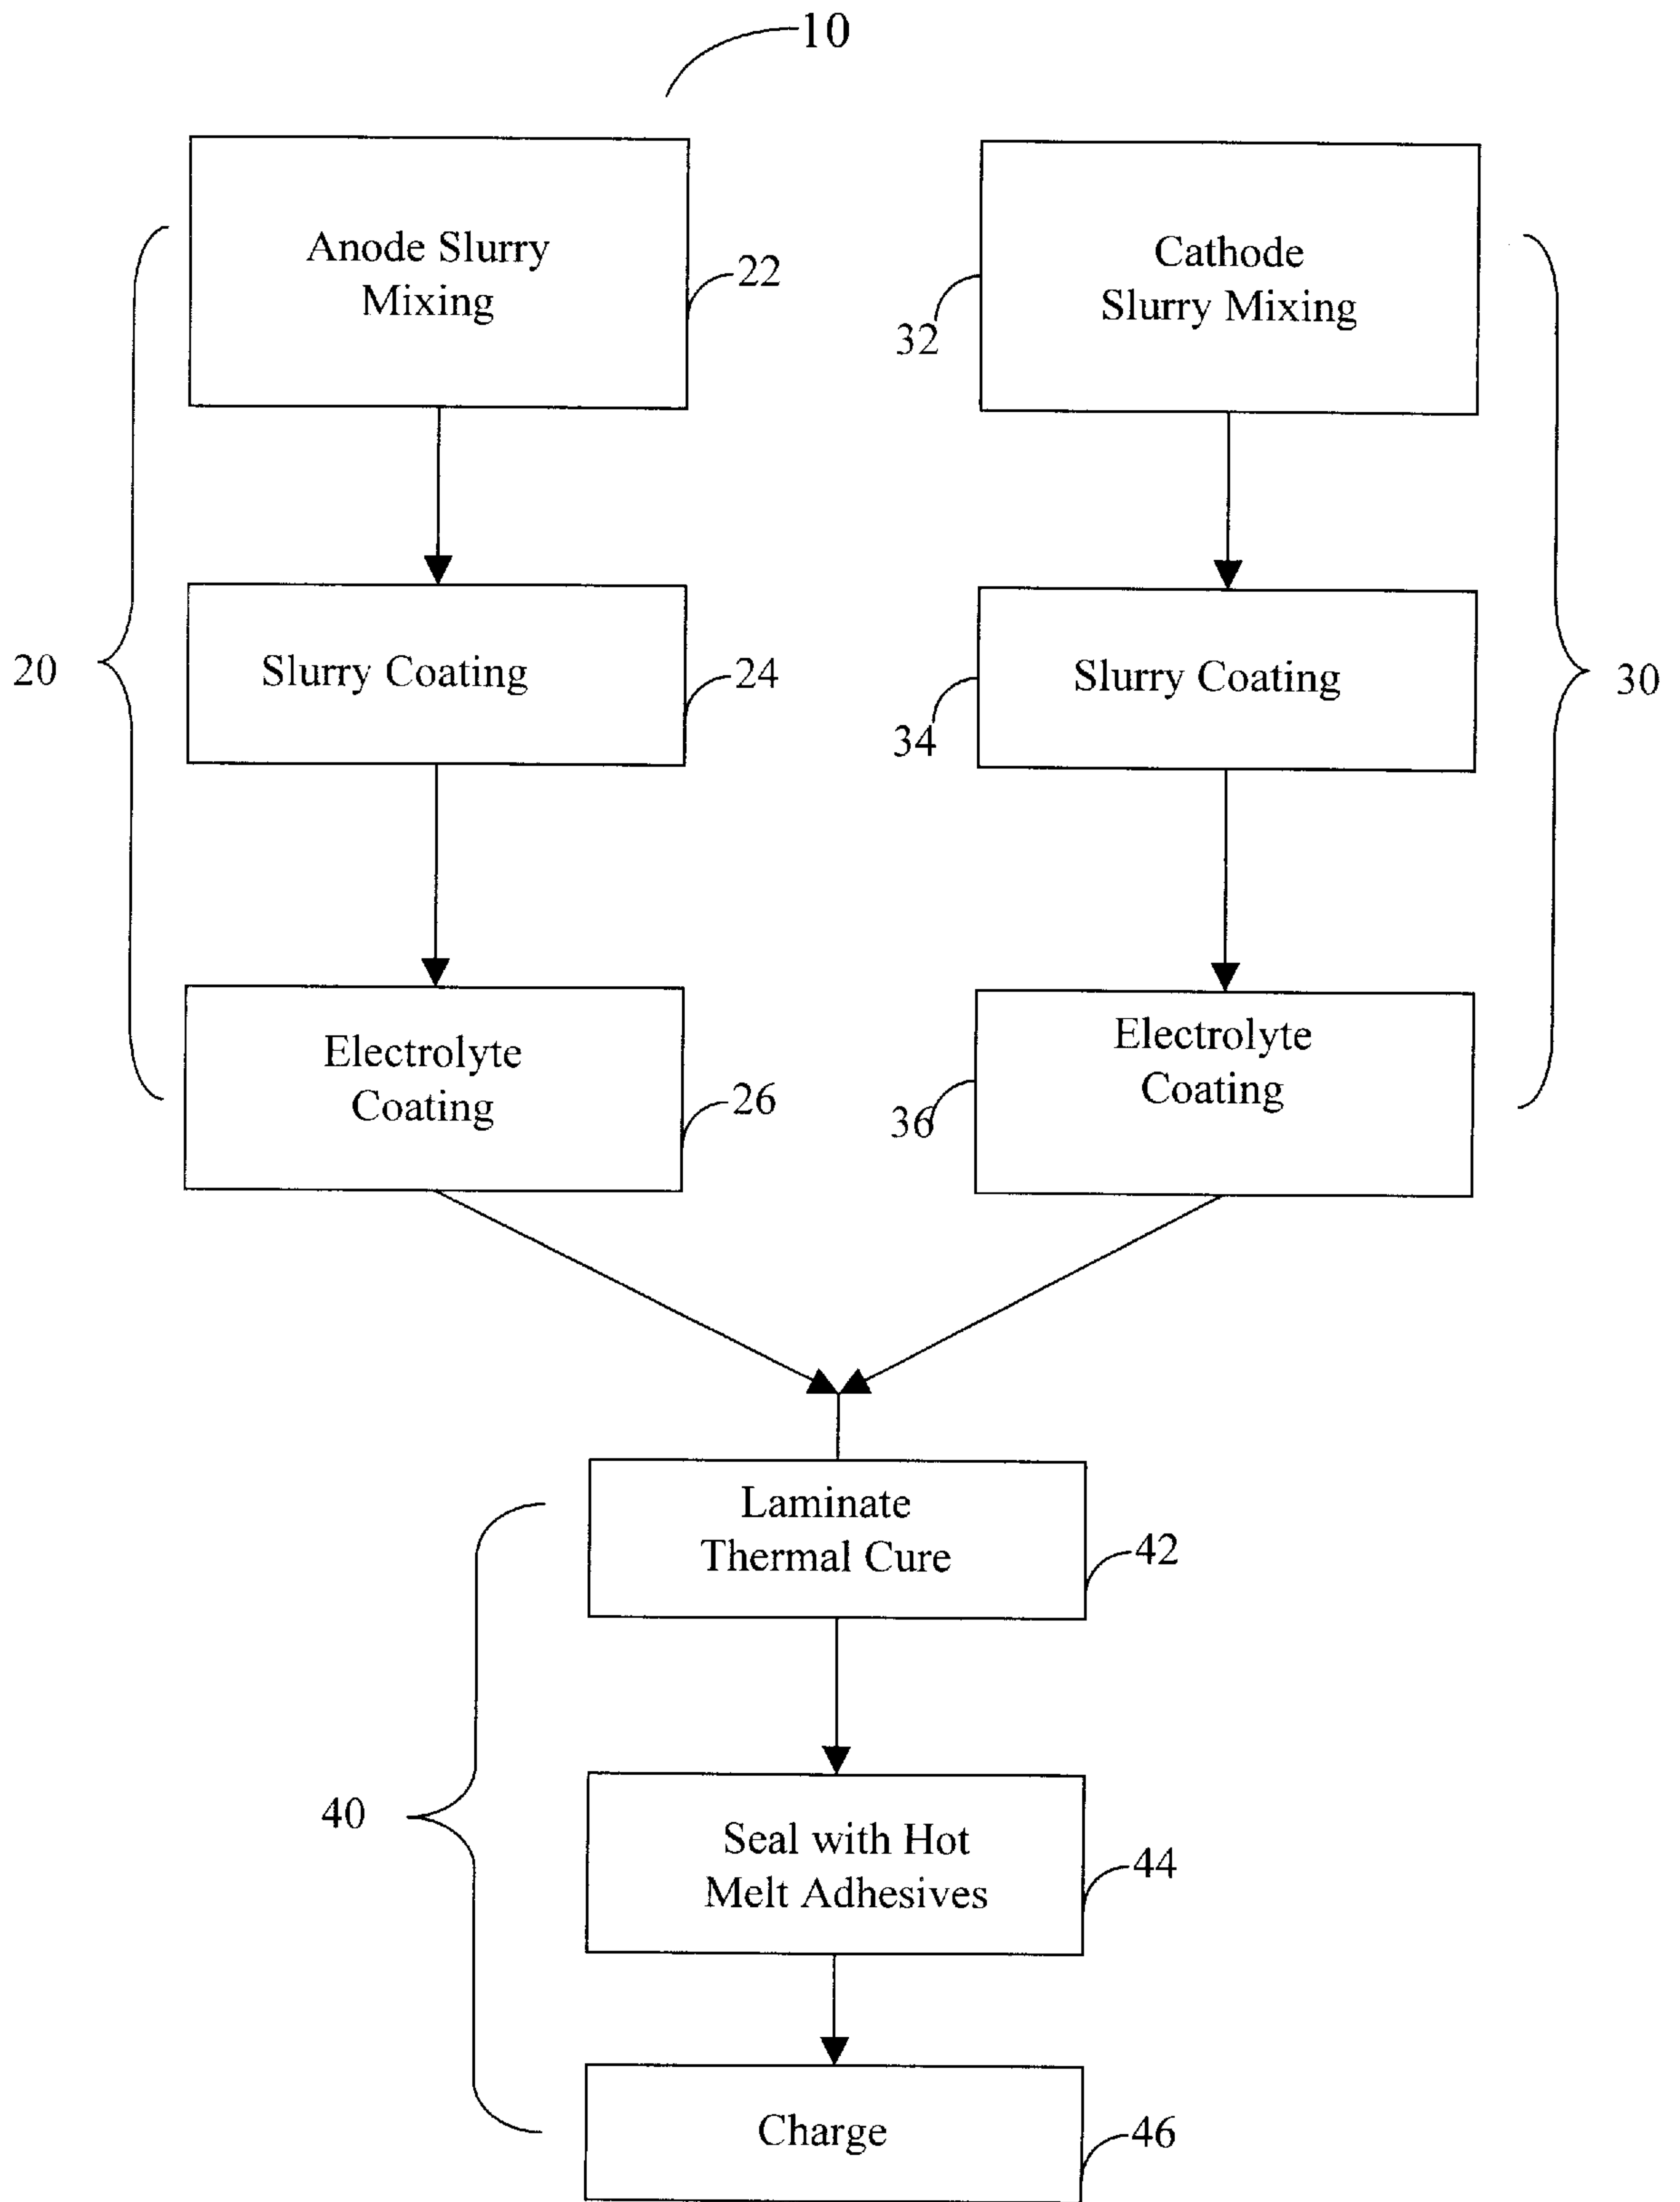 10
Anode Slurry
Mixing
22
Cathode
Slurry Mixing
32
20
Slurry Coating
24
Slurry Coating
34
30
Electrolyte
Coating
26
Electrolyte
Coating
36
Laminate
Thermal Cure
42
40
Seal with Hot
Melt Adhesives
44
Charge
46